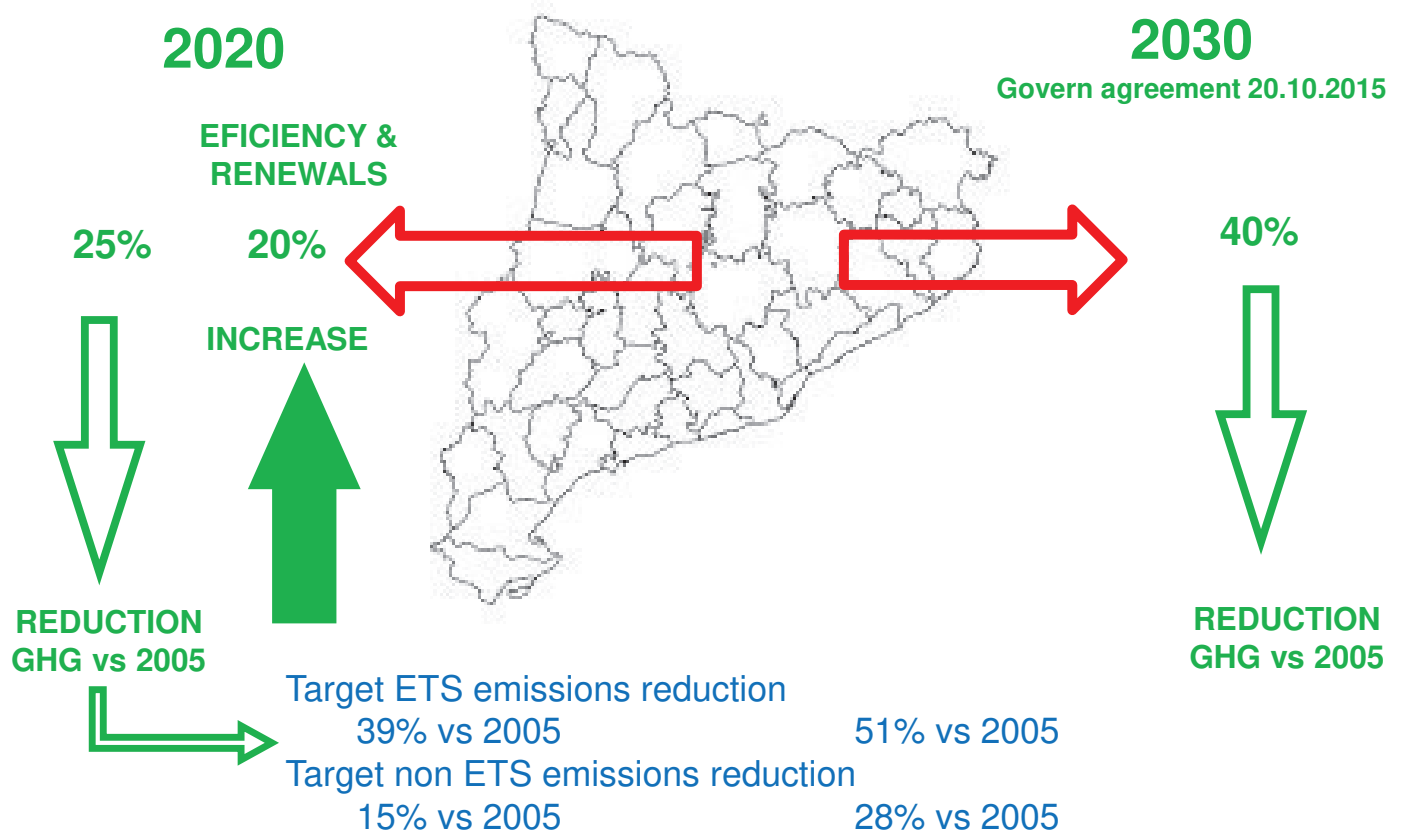 2020
2030
Govern agreement 20.10.2015
EFICIENCY &
RENEWALS
25%
20%
40%
INCREASE
REDUCTION
GHG vs 2005
REDUCTION
GHG vs 2005
Target ETS emissions reduction
39% vs 2005
51% vs 2005
Target non ETS emissions reduction
15% vs 2005
28% vs 2005